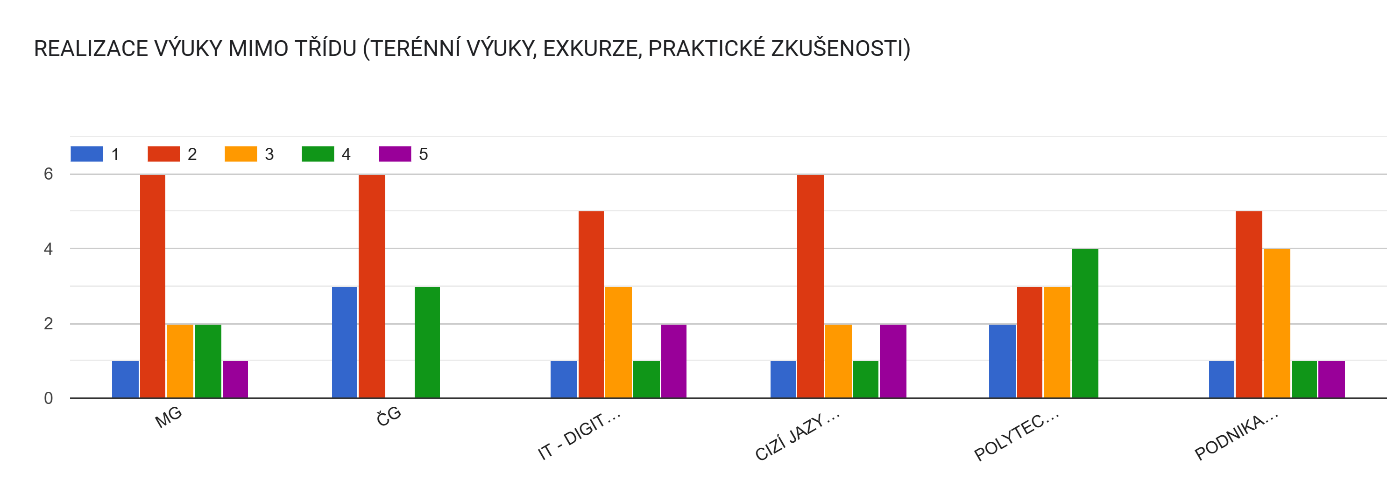 REALIZACE VÝUKY MIMO TŘÍDU (TERÉNNÍ VÝUKY, EXKURZE, PRAKTICKÉ ZKUŠENOSTI)
1 2 3 4 5
6
4
2
0
MG ČG IT - DIGIT… CIZÍ JAZY… POLYTEC… PODNIKA…